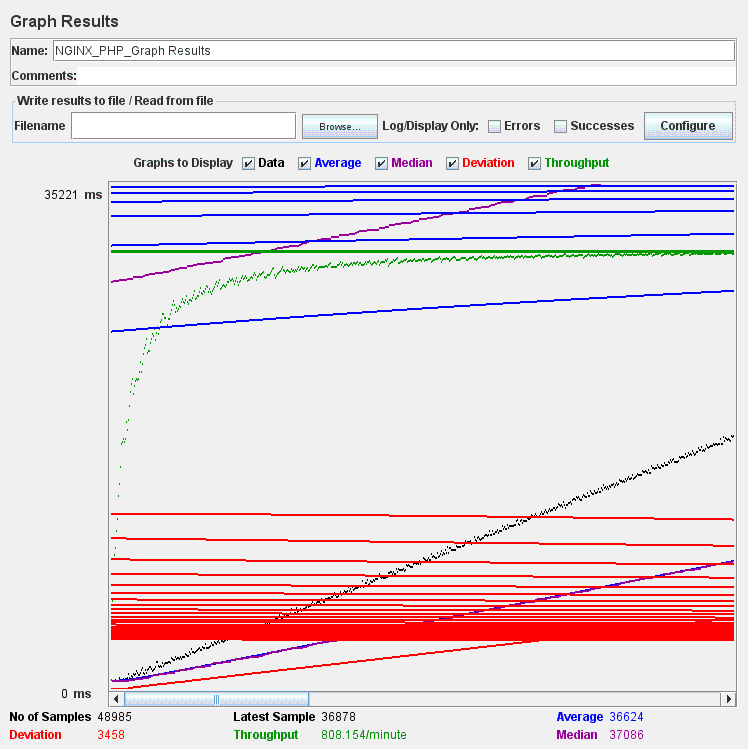 Graph Results
Name: NGINX_PHP_Graph Results
Comments:
Write results to file / Read from file
Filename Browse... Log/Display Only: Errors Successes Configure
Graphs to Display Data Average Median Deviation Throughput
35221 ms
0 ms
No of Samples 48985 Latest Sample 36878 Average 36624
Deviation 3458 Throughput 808.154/minute Median 37086